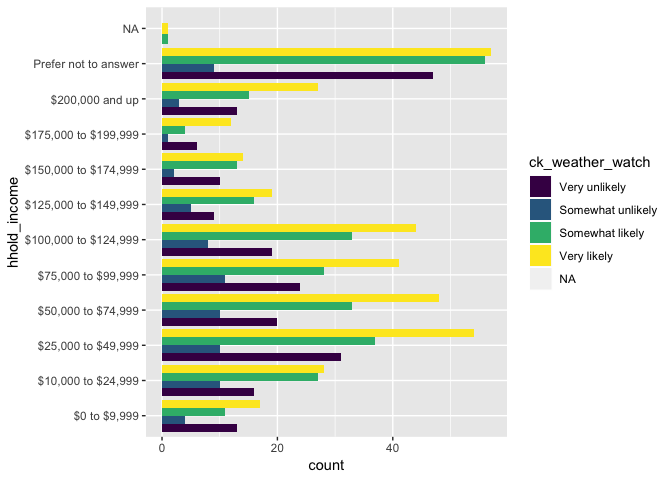 NA
Prefer not to answer
$200,000 and up
$175,000 to $199,999
$150,000 to $174,999
$125,000 to $149,999
$100,000 to $124,999
$75,000 to $99,999
$50,000 to $74,999
$25,000 to $49,999
$10,000 to $24,999
$0 to $9,999
hhold_income
0 20 40
count
ck_weather_watch
Very unlikely
Somewhat unlikely
Somewhat likely
Very likely
NA